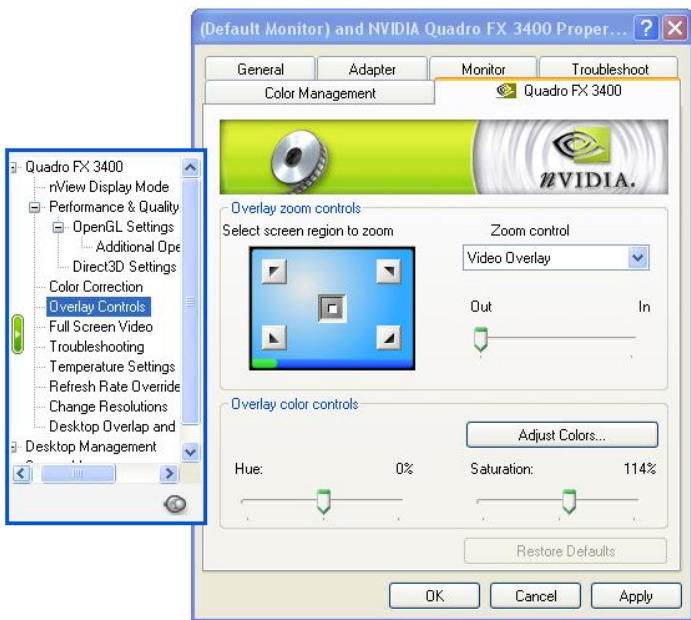 (Default Monitor) and NVIDIA Quadro FX 3400 Proper...
General
Adapter
Monitor
Troubleshoot
Color Management
Quadro FX 3400
nVIDIA.
Quadro FX 3400
nView Display Mode
Performance & Quality
OpenGL Settings
Additional Ope
Direct3D Settings
Color Correction
Overlay Controls
Full Screen Video
Troubleshooting
Temperature Settings
Refresh Rate Override
Change Resolutions
Desktop Overlap and
Desktop Management
Overlay zoom controls
Select screen region to zoom
Zoom control
Video Overlay
Out
In
Overlay color controls
Adjust Colors...
Hue:
0%
Saturation:
114%
Restore Defaults
OK
Cancel
Apply